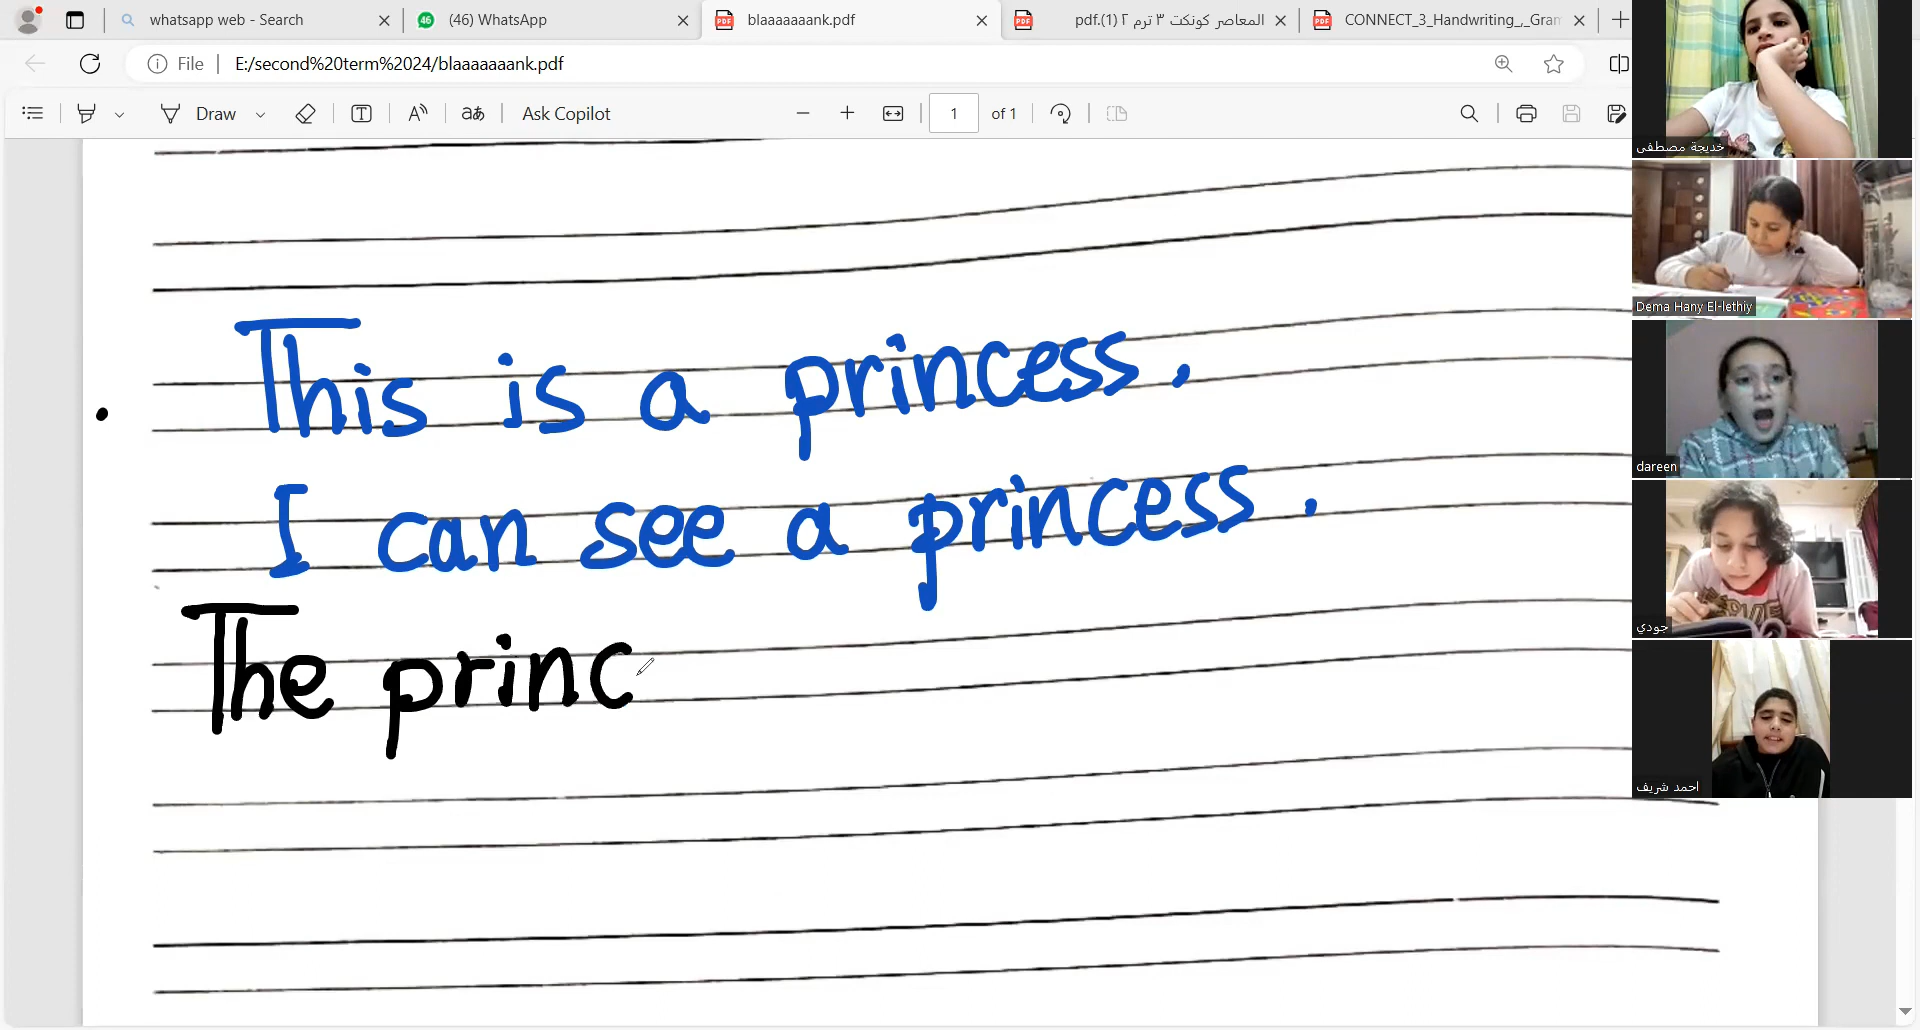 whatsapp web - Search
(46) WhatsApp
blaaaaaaank.pdf
المعاصر كونكت ٣ ترم ٢ (1).pdf
CONNECT_3_Handwriting_,_Gran
File
E:/second%20term%2024/blaaaaaaank.pdf
Draw
Ask Copilot
1 of 1
This is a princess.
I can see a princess.
The princ
خديجة مصطفى
Dema Hany El-lethiy
dareen
جودي
احمد شريف